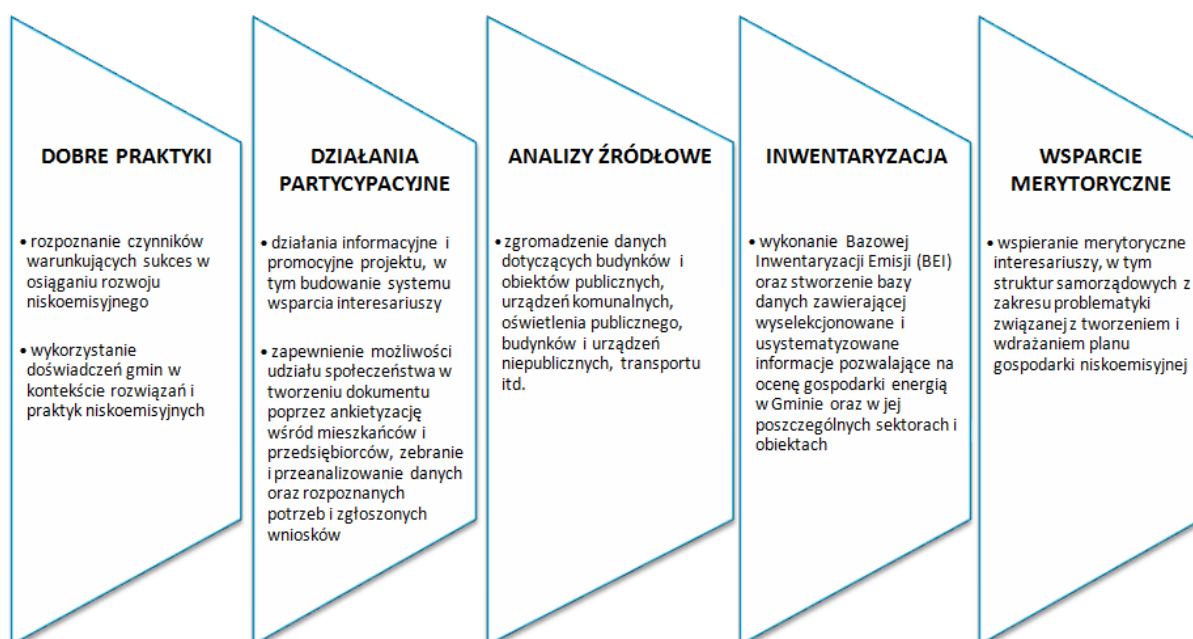 DOBRE PRAKTYKI
• rozpoznanie czynników
warunkujących sukces w
osiąganiu rozwoju
niskoemisyjnego
• wykorzystanie
doświadczeń gmin w
kontekście rozwiązań i
praktyk niskoemisyjnych
DZIAŁANIA
PARTYCYPACYJNE
• działania informacyjne i
promocyjne projektu, w
tym budowanie systemu
wsparcia interesariuszy
• zapewnienie możliwości
udziału społeczeństwa w
tworzeniu dokumentu
poprzez ankietyzację
wśród mieszkańców i
przedsiębiorców, zebranie
i przeanalizowanie danych
oraz rozpoznanych
potrzeb i zgłoszonych
wniosków
ANALIZY ŹRÓDŁOWE
• zgromadzenie danych
dotyczących budynków i
obiektów publicznych,
urządzeń komunalnych,
oświetlenia publicznego,
budynków i urządzeń
niepublicznych, transportu
itd.
INWENTARYZACJA
• wykonanie Bazowej
Inwentaryzacji Emisji (BEI)
oraz stworzenie bazy
danych zawierającej
wyselekcjonowane i
usystematyzowane
informacje pozwalające na
ocenę gospodarki energią
w Gminie oraz w jej
poszczególnych sektorach i
obiektach
WSPARCIE
MERYTORYCZNE
• wspieranie merytoryczne
interesariuszy, w tym
struktur samorządowych z
zakresu problematyki
związanej z tworzeniem i
wdrażaniem planu
gospodarki niskoemisyjnej